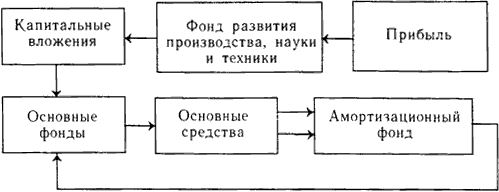 Капитальные
вложения
Фонд развития
производства, науки
и техники
Прибыль
Основные
фонды
Основные
средства
Амортизационный
фонд